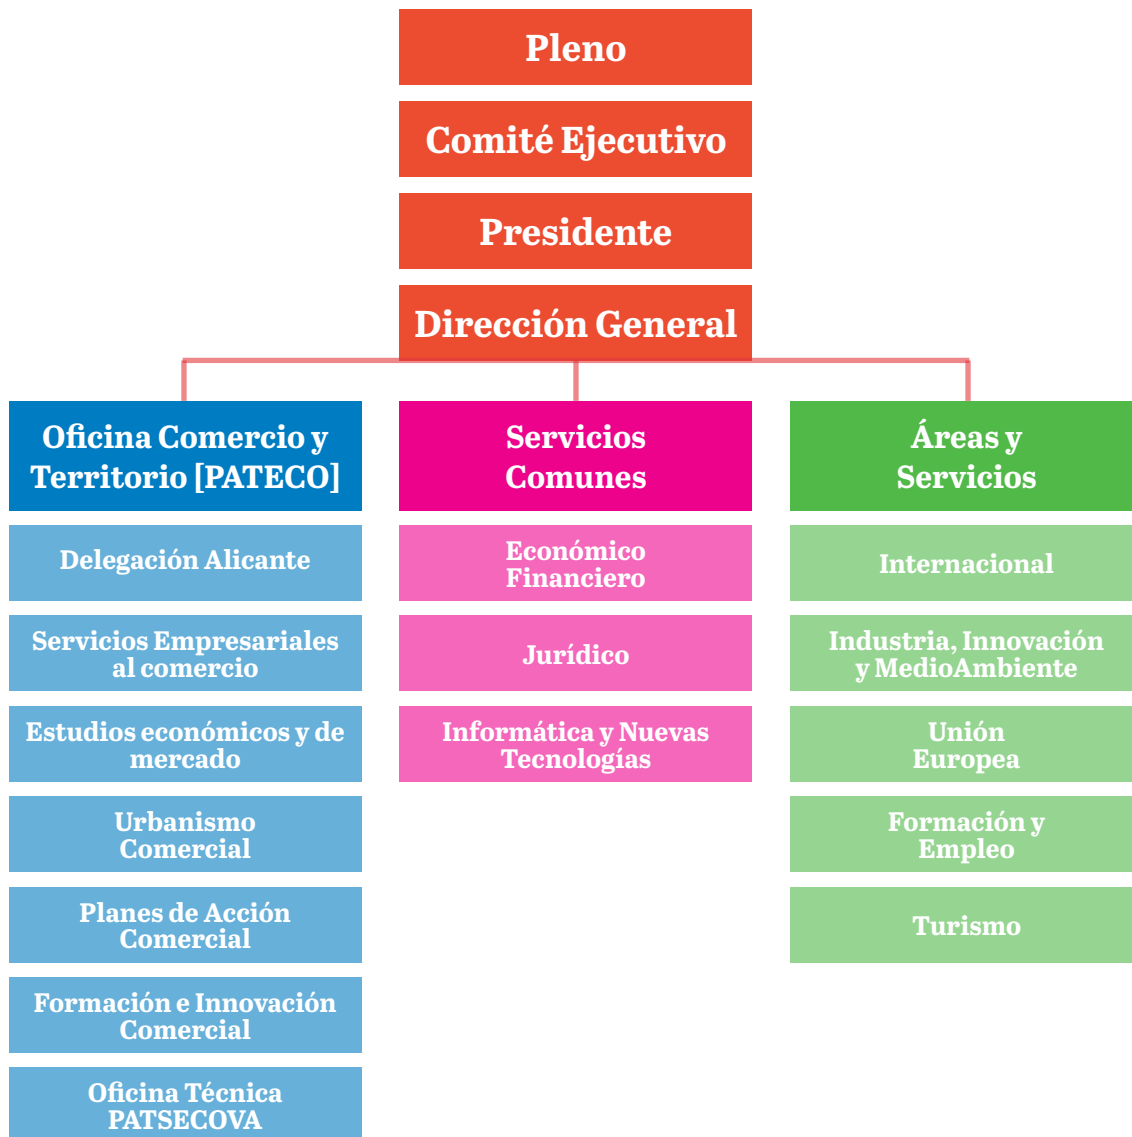 Pleno
Comité Ejecutivo
Presidente
Dirección General
Oficina Comercio y
Territorio [PATECO]
Delegación Alicante
Servicios Empresariales
al comercio
Estudios económicos y de
mercado
Urbanismo
Comercial
Planes de Acción
Comercial
Formación e Innovación
Comercial
Oficina Técnica
PATSECOVA
Servicios
Comunes
Económico
Financiero
Jurídico
Informática y Nuevas
Tecnologías
Áreas y
Servicios
Internacional
Industria, Innovación
y MedioAmbiente
Unión
Europea
Formación y
Empleo
Turismo